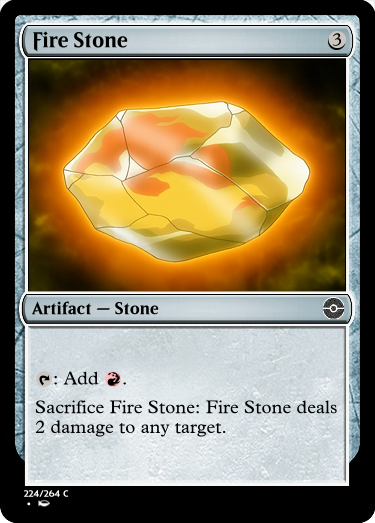 Fire Stone 3
Artifact — Stone
: Add .
Sacrifice Fire Stone: Fire Stone deals
2 damage to any target.
224/264 C